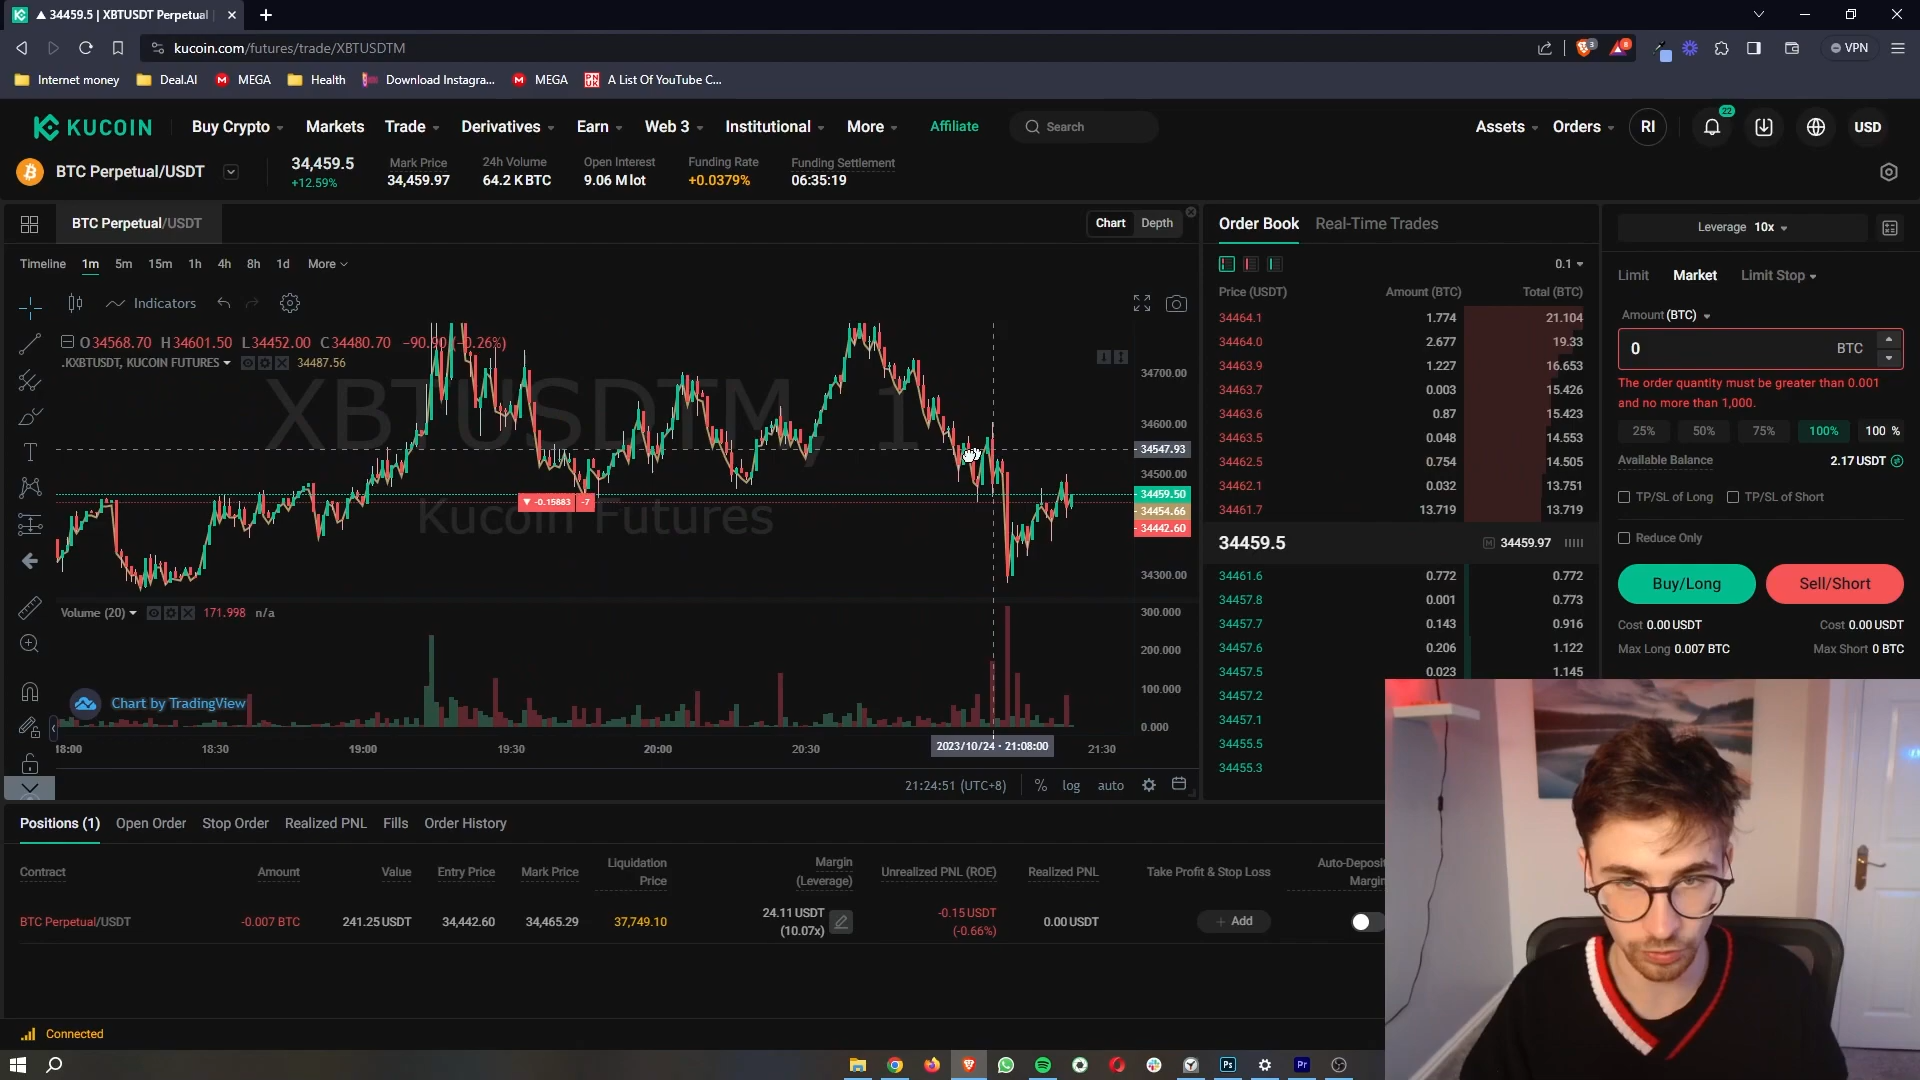 ▲ 34459.5 | XBTUSDT Perpetual
kucoin.com/futures/trade/XBTUSDTM
VPN
Internet money
Deal.AI
MEGA
Health
Download Instagra...
MEGA
A List Of YouTube C...
KUCOIN
Buy Crypto
Markets
Trade
Derivatives
Earn
Web 3
Institutional
More
Affiliate
Search
Assets
Orders
RI
22
USD
BTC Perpetual/USDT
34,459.5
+12.59%
Mark Price
34,459.97
24h Volume
64.2 K BTC
Open Interest
9.06 M lot
Funding Rate
+0.0379%
Funding Settlement
06:35:19
BTC Perpetual/USDT
Chart
Depth
Timeline
1m
5m
15m
1h
4h
8h
1d
More
Indicators
O34568.70 H34601.50 L34452.00 C34480.70 −90.90 (−0.26%)
.KXBTUSDT, KUCOIN FUTURES
34487.56
XBTUSDTM, 1
Kucoin Futures
▼ -0.15883
-7
34700.00
34600.00
34547.93
34500.00
34459.50
34454.66
34442.60
34300.00
Volume (20)
171.998 n/a
300.000
200.000
100.000
0.000
Chart by TradingView
18:00
18:30
19:00
19:30
20:00
20:30
2023/10/24 - 21:08:00
21:30
21:24:51 (UTC+8)
%
log
auto
Order Book
Real-Time Trades
0.1
Price (USDT) Amount (BTC) Total (BTC)
34464.1 1.774 21.104
34464.0 2.677 19.33
34463.9 1.227 16.653
34463.7 0.003 15.426
34463.6 0.87 15.423
34463.5 0.048 14.553
34462.5 0.754 14.505
34462.1 0.032 13.751
34461.7 13.719 13.719
34459.5
M 34459.97
34461.6 0.772 0.772
34457.8 0.001 0.773
34457.7 0.143 0.916
34457.6 0.206 1.122
34457.5 0.023 1.145
34457.2
34457.1
34455.5
34455.3
Leverage 10x
Limit
Market
Limit Stop
Amount (BTC)
0
BTC
The order quantity must be greater than 0.001
and no more than 1,000.
25%
50%
75%
100%
100 %
Available Balance
2.17 USDT
TP/SL of Long
TP/SL of Short
Reduce Only
Buy/Long
Sell/Short
Cost 0.00 USDT
Cost 0.00 USDT
Max Long 0.007 BTC
Max Short 0 BTC
Positions (1)
Open Order
Stop Order
Realized PNL
Fills
Order History
Contract
Amount
Value
Entry Price
Mark Price
Liquidation
Price
Margin
(Leverage)
Unrealized PNL (ROE)
Realized PNL
Take Profit & Stop Loss
Auto-Deposit
Margin
BTC Perpetual/USDT
-0.007 BTC
241.25 USDT
34,442.60
34,465.29
37,749.10
24.11 USDT
(10.07x)
-0.15 USDT
(-0.66%)
0.00 USDT
+ Add
Connected
Ps
Pr